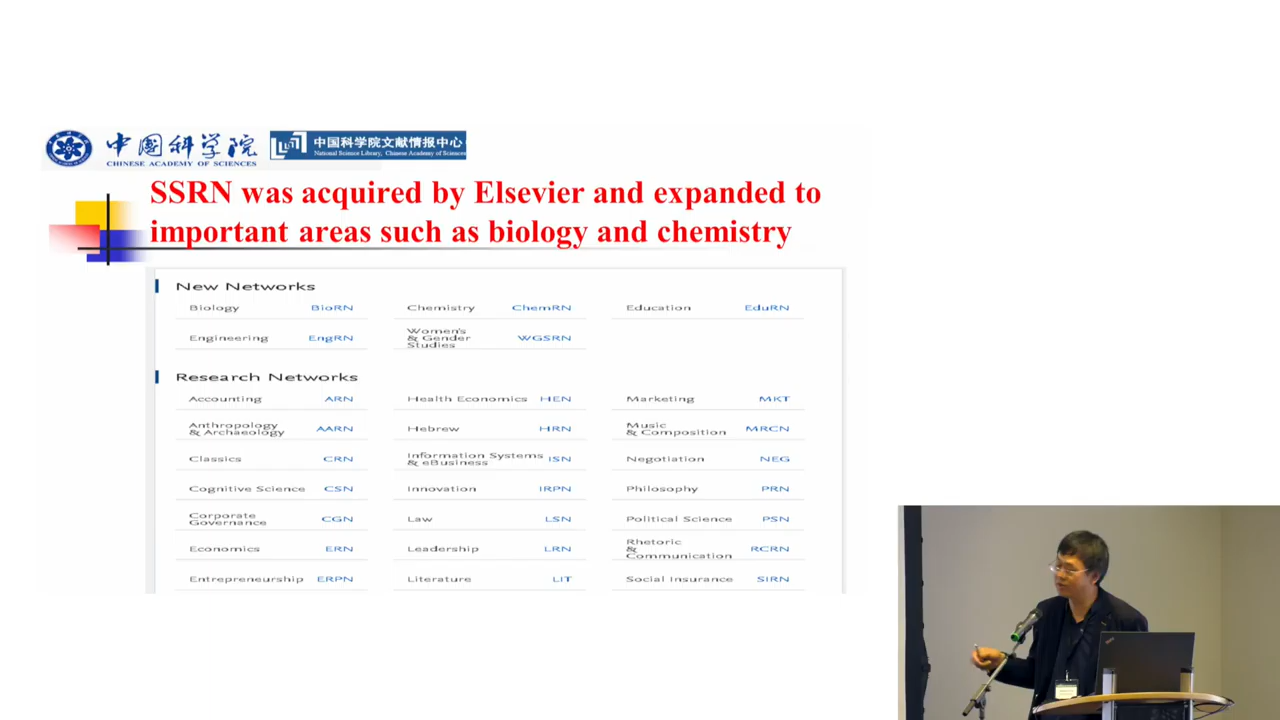 中國科学院
CHINESE ACADEMY OF SCIENCES
中国科学院文献情报中心
National Science Library, Chinese Academy of Sciences
SSRN was acquired by Elsevier and expanded to
important areas such as biology and chemistry
New Networks
Biology BioRN Chemistry ChemRN Education EduRN
Engineering EngRN Women's & Gender Studies WGSRN
Research Networks
Accounting ARN Health Economics HEN Marketing MKT
Anthropology & Archaeology AARN Hebrew HRN Music & Composition MRCN
Classics CRN Information Systems & eBusiness ISN Negotiation NEG
Cognitive Science CSN Innovation IRPN Philosophy PRN
Corporate Governance CGN Law LSN Political Science PSN
Economics ERN Leadership LRN Rhetoric & Communication RCRN
Entrepreneurship ERPN Literature LIT Social Insurance SIRN